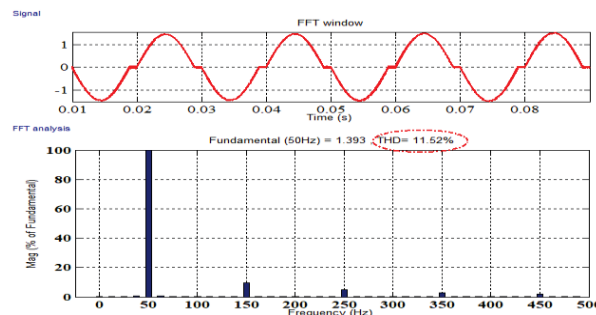 Signal
FFT window
1
0
-1
0.01 0.02 0.03 0.04 0.05 0.06 0.07 0.08
Time (s)
FFT analysis
Fundamental (50Hz) = 1.393 , THD= 11.52%
Mag (% of Fundamental)
100
80
60
40
20
0
0 50 100 150 200 250 300 350 400 450 500
Frequency (Hz)